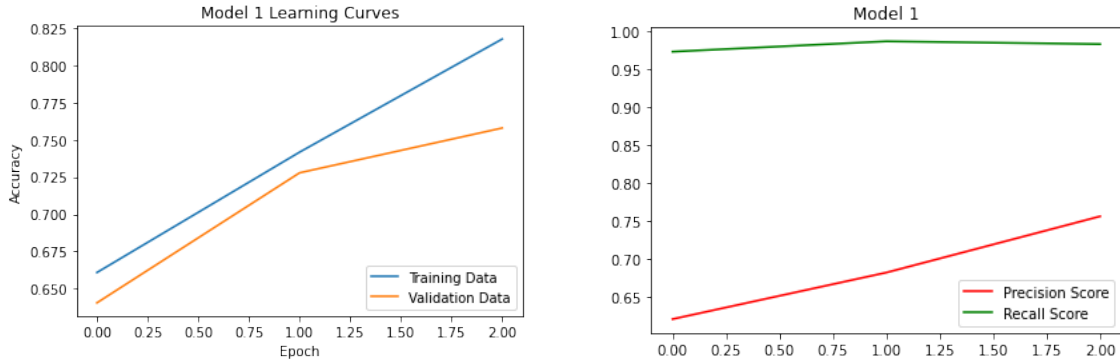 Model 1 Learning Curves
0.825
0.800
0.775
0.750
0.725
0.700
0.675
0.650
Accuracy
0.00 0.25 0.50 0.75 1.00 1.25 1.50 1.75 2.00
Epoch
Training Data
Validation Data
Model 1
1.00
0.95
0.90
0.85
0.80
0.75
0.70
0.65
0.00 0.25 0.50 0.75 1.00 1.25 1.50 1.75 2.00
Precision Score
Recall Score